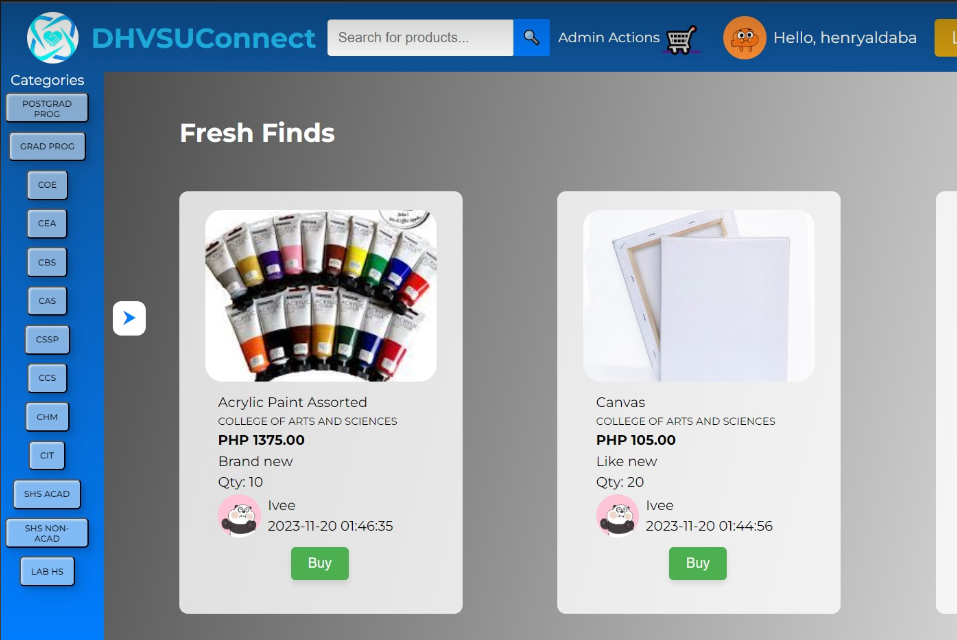 DHVSUConnect
Search for products...
Admin Actions
Hello, henryaldaba
Categories
POSTGRAD
PROG
GRAD PROG
COE
CEA
CBS
CAS
CSSP
CCS
CHM
CIT
SHS ACAD
SHS NON-
ACAD
LAB HS
Fresh Finds
Acrylic Paint Assorted
COLLEGE OF ARTS AND SCIENCES
PHP 1375.00
Brand new
Qty: 10
Ivee
2023-11-20 01:46:35
Buy
Canvas
COLLEGE OF ARTS AND SCIENCES
PHP 105.00
Like new
Qty: 20
Ivee
2023-11-20 01:44:56
Buy